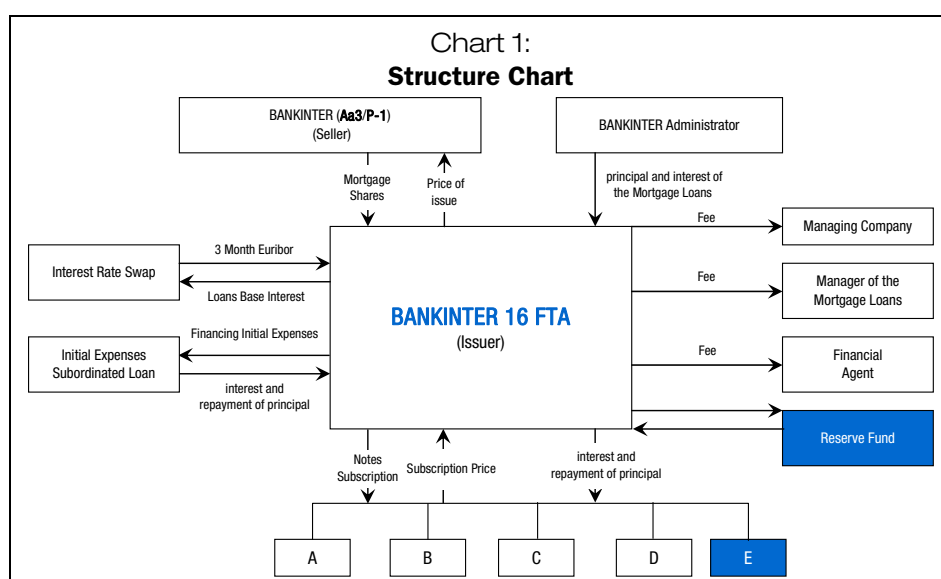 Chart 1:
Structure Chart
BANKINTER (Aa3/P-1)
(Seller)
BANKINTER Administrator
Mortgage
Shares
Price of
issue
principal and interest of
the Mortgage Loans
Fee
Managing Company
Interest Rate Swap
3 Month Euribor
Loans Base Interest
Fee
Manager of the
Mortgage Loans
BANKINTER 16 FTA
(Issuer)
Financing Initial Expenses
Initial Expenses
Subordinated Loan
interest and
repayment of principal
Fee
Financial
Agent
Reserve Fund
Notes
Subscription
Subscription Price
interest and
repayment of principal
A
B
C
D
E